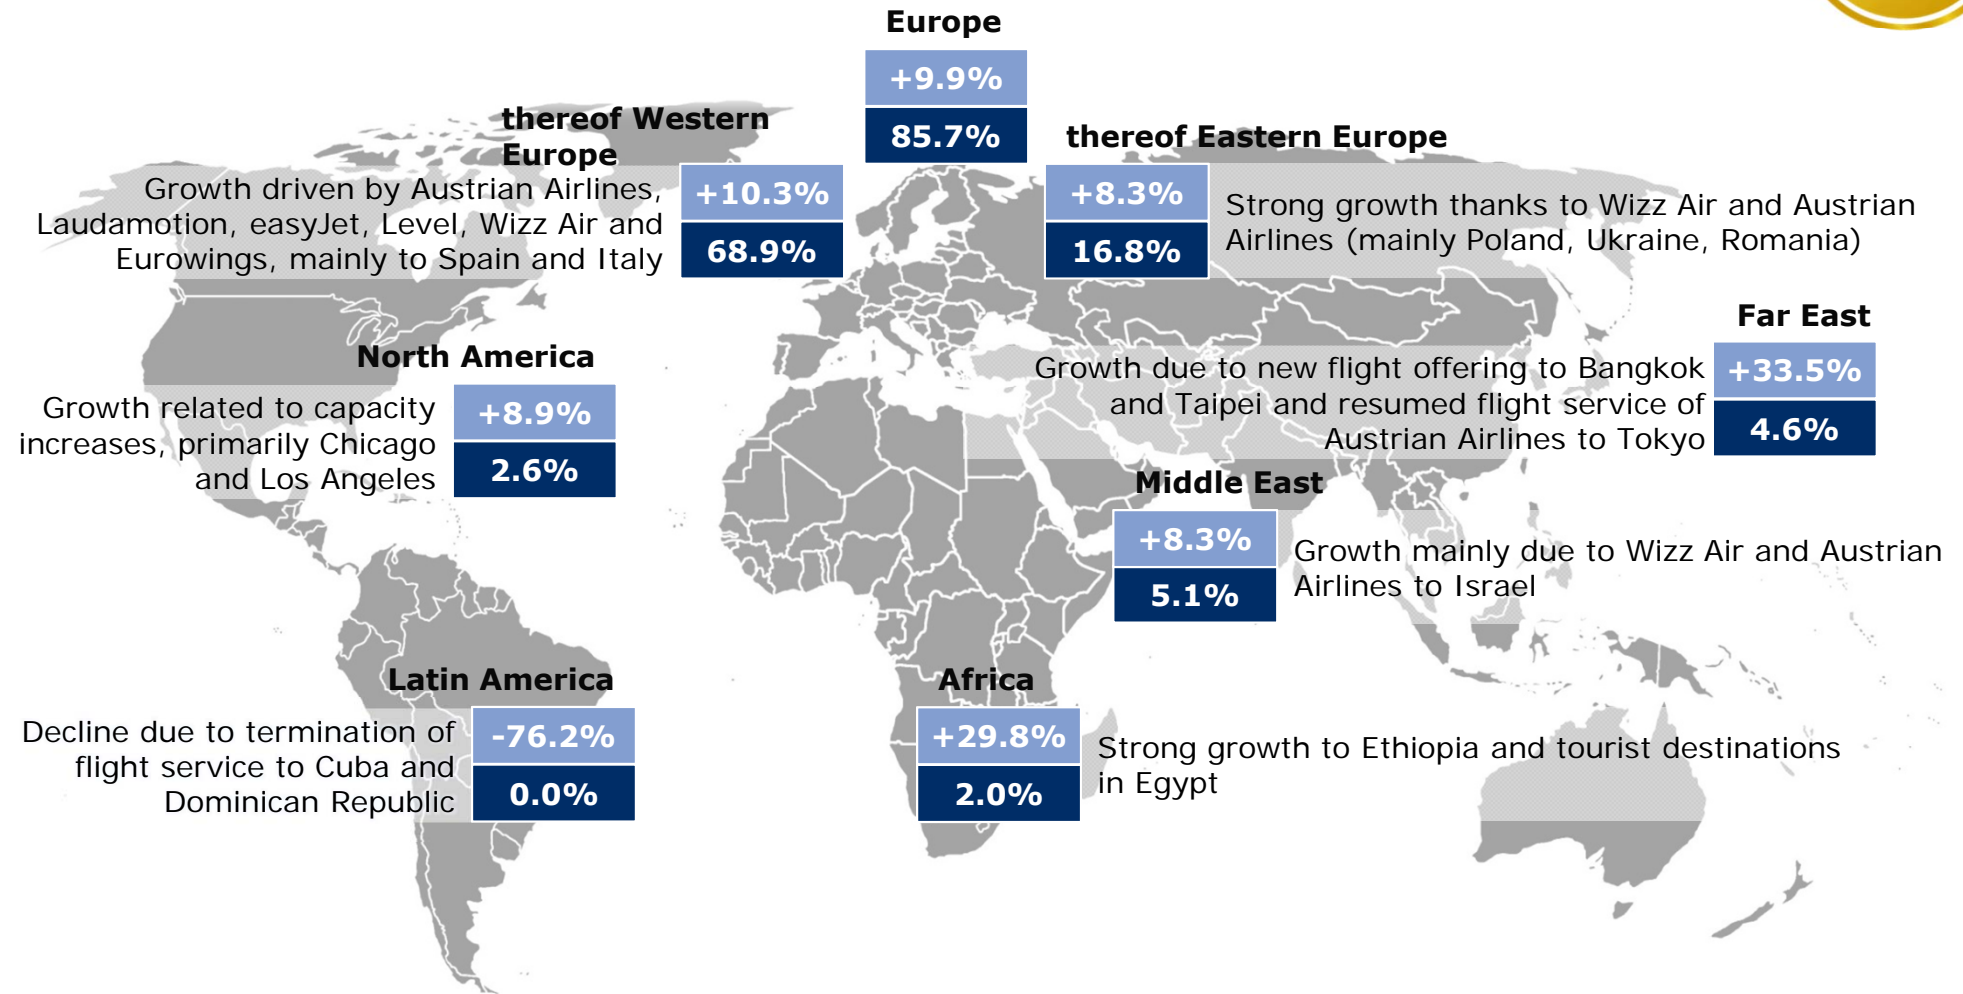 Europe
+9.9%
85.7%
thereof Western
Europe
Growth driven by Austrian Airlines,
Laudamotion, easyJet, Level, Wizz Air and
Eurowings, mainly to Spain and Italy
+10.3%
68.9%
thereof Eastern Europe
+8.3%
16.8%
Strong growth thanks to Wizz Air and Austrian
Airlines (mainly Poland, Ukraine, Romania)
Far East
Growth due to new flight offering to Bangkok
and Taipei and resumed flight service of
Austrian Airlines to Tokyo
+33.5%
4.6%
North America
Growth related to capacity
increases, primarily Chicago
and Los Angeles
+8.9%
2.6%
Middle East
+8.3%
5.1%
Growth mainly due to Wizz Air and Austrian
Airlines to Israel
Latin America
Decline due to termination of
flight service to Cuba and
Dominican Republic
-76.2%
0.0%
Africa
+29.8%
2.0%
Strong growth to Ethiopia and tourist destinations
in Egypt